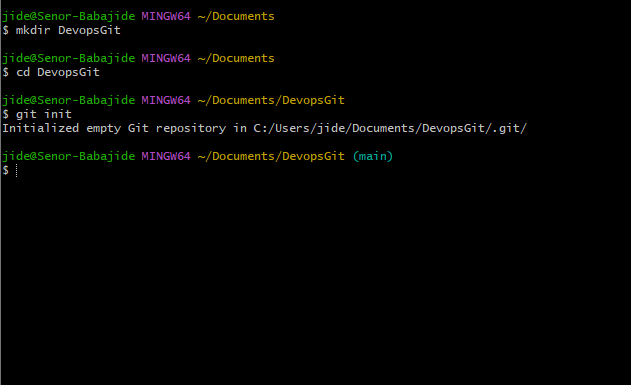 jide@Senor-Babajide MINGW64 ~/Documents
$ mkdir DevopsGit
jide@Senor-Babajide MINGW64 ~/Documents
$ cd DevopsGit
jide@Senor-Babajide MINGW64 ~/Documents/DevopsGit
$ git init
Initialized empty Git repository in C:/Users/jide/Documents/DevopsGit/.git/
jide@Senor-Babajide MINGW64 ~/Documents/DevopsGit (main)
$